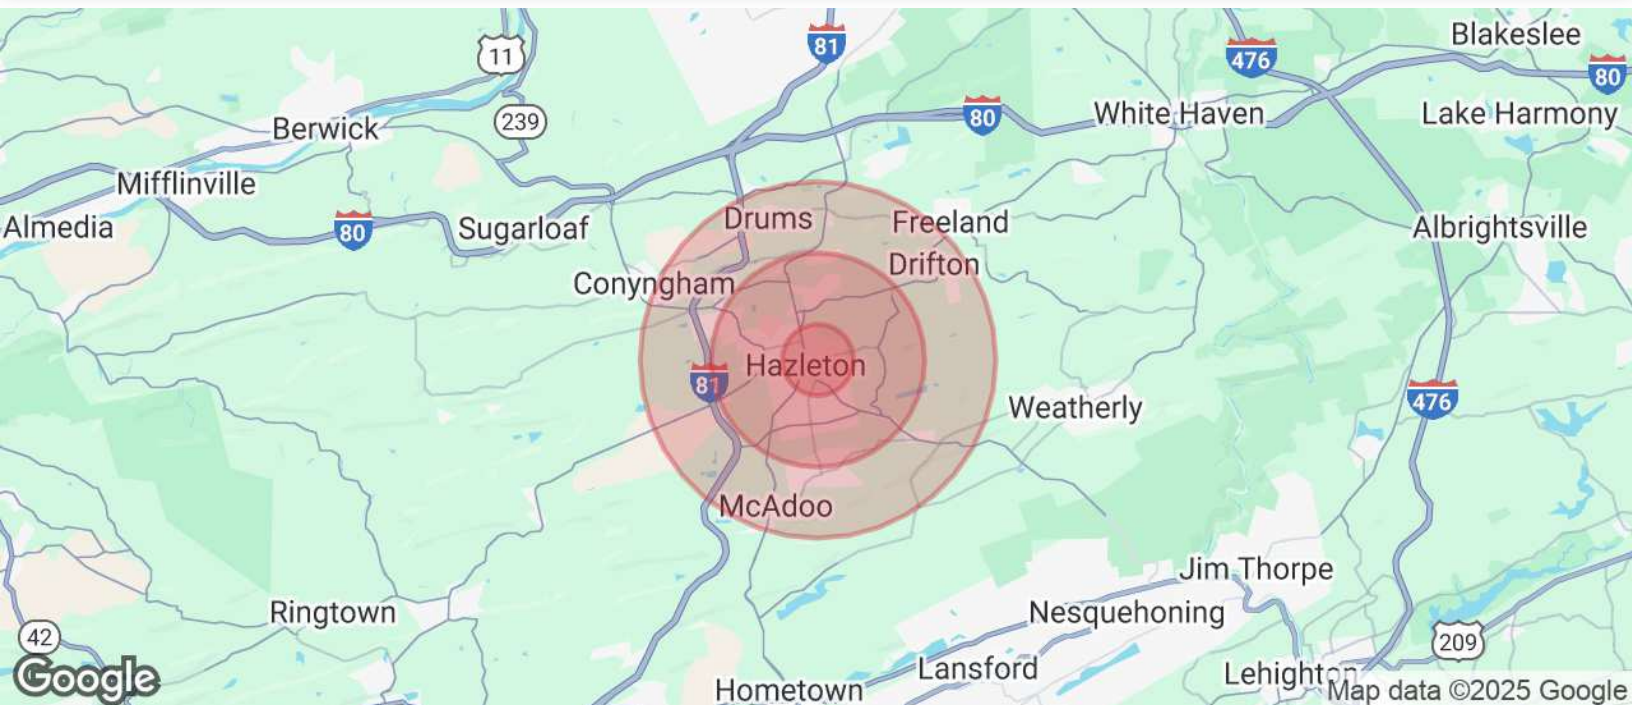 Blakeslee
81
11
476
80
239
80
White Haven
Lake Harmony
Berwick
Mifflinville
Almedia
80
Sugarloaf
Drums
Freeland
Albrightsville
Drifton
Conyngham
Hazleton
81
476
Weatherly
McAdoo
Jim Thorpe
Ringtown
Nesquehoning
42
209
Google
Lansford
Lehighton
Hometown
Map data ©2025 Google